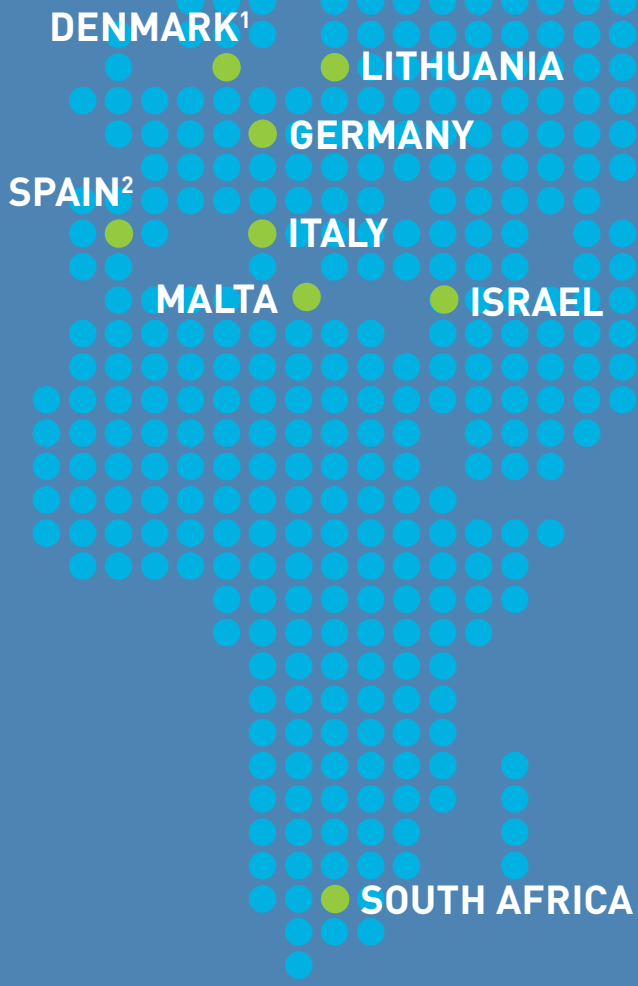 DENMARK¹
LITHUANIA
GERMANY
SPAIN²
ITALY
MALTA
ISRAEL
SOUTH AFRICA